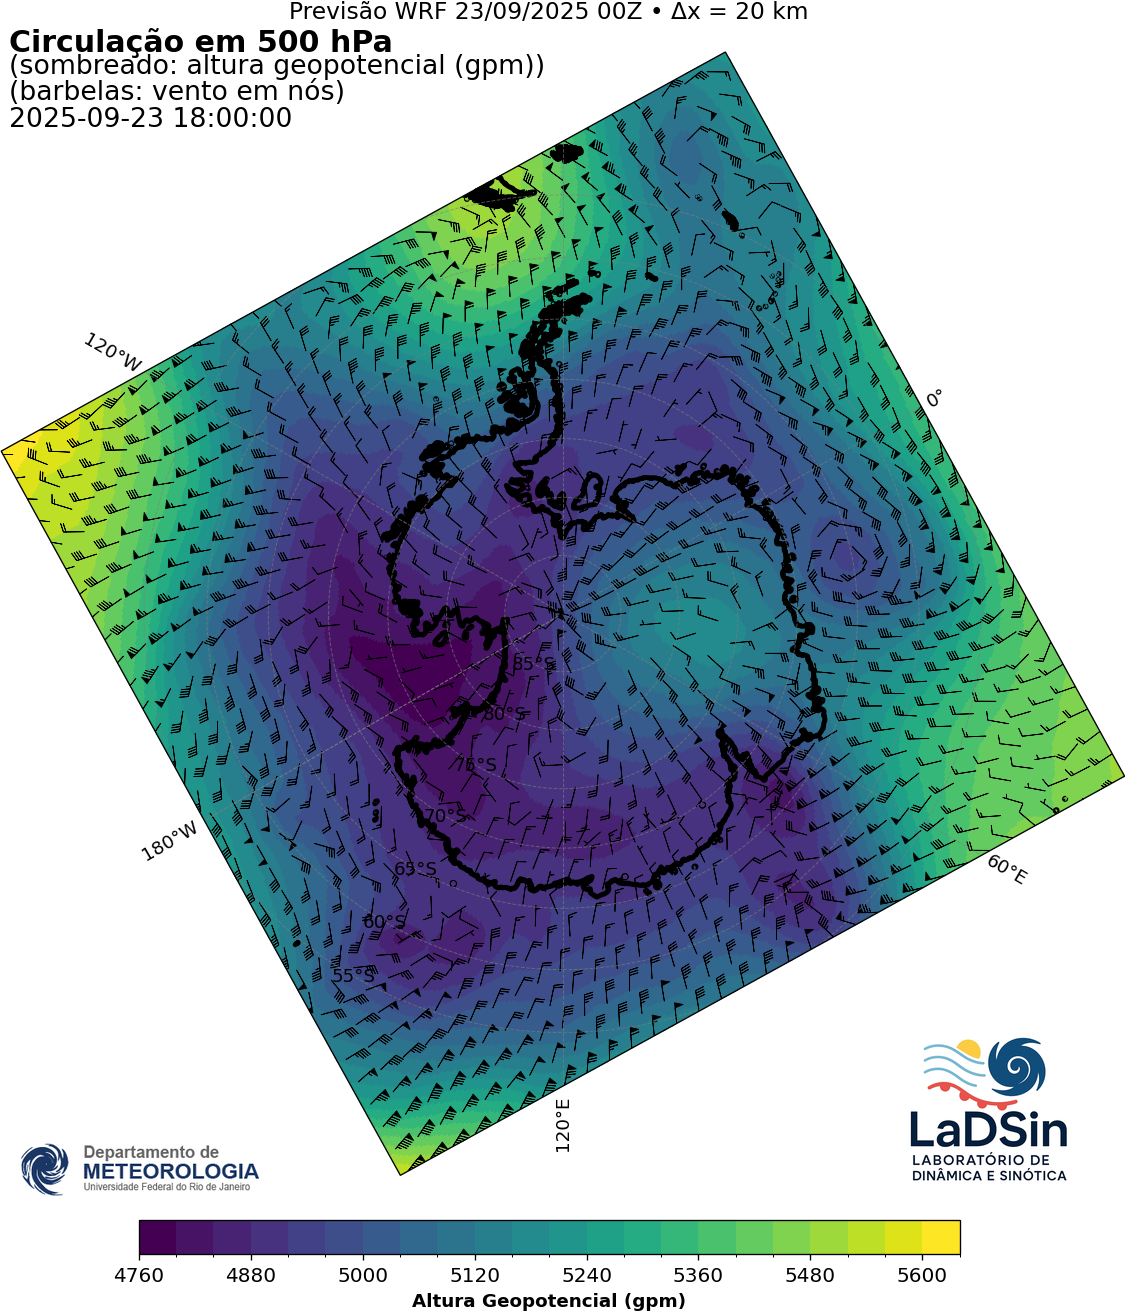 Previsão WRF 23/09/2025 00Z • Δx = 20 km
Circulação em 500 hPa
(sombreado: altura geopotencial (gpm))
(barbelas: vento em nós)
2025-09-23 18:00:00
120°W
0°
85°S
80°S
75°S
70°S
180°W
65°S
60°E
60°S
55°S
120°E
LaDSin
LABORATÓRIO DE
DINÂMICA E SINÓTICA
Departamento de
METEOROLOGIA
Universidade Federal do Rio de Janeiro
4760 4880 5000 5120 5240 5360 5480 5600
Altura Geopotencial (gpm)